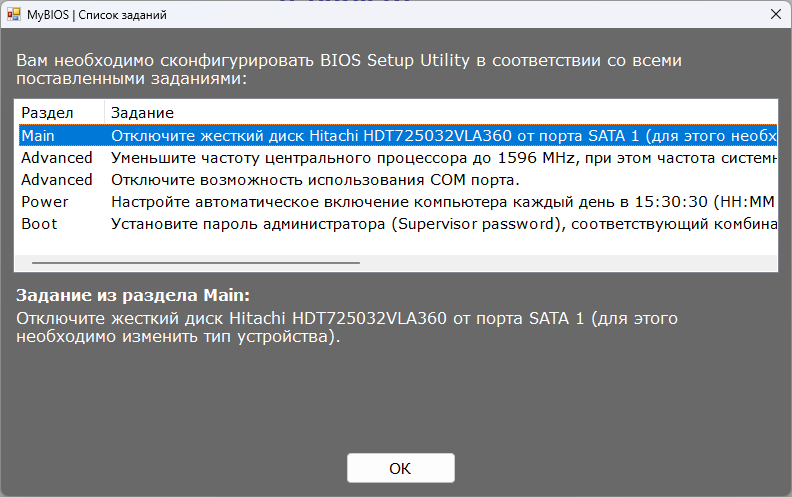 MyBIOS | Список заданий
Вам необходимо сконфигурировать BIOS Setup Utility в соответствии со всеми
поставленными заданиями:
Раздел Задание
Main Отключите жесткий диск Hitachi HDT725032VLA360 от порта SATA 1 (для этого необх
Advanced Уменьшите частоту центрального процессора до 1596 MHz, при этом частота системн
Advanced Отключите возможность использования COM порта.
Power Настройте автоматическое включение компьютера каждый день в 15:30:30 (HH:MM
Boot Установите пароль администратора (Supervisor password), соответствующий комбина
Задание из раздела Main:
Отключите жесткий диск Hitachi HDT725032VLA360 от порта SATA 1 (для этого
необходимо изменить тип устройства).
OK